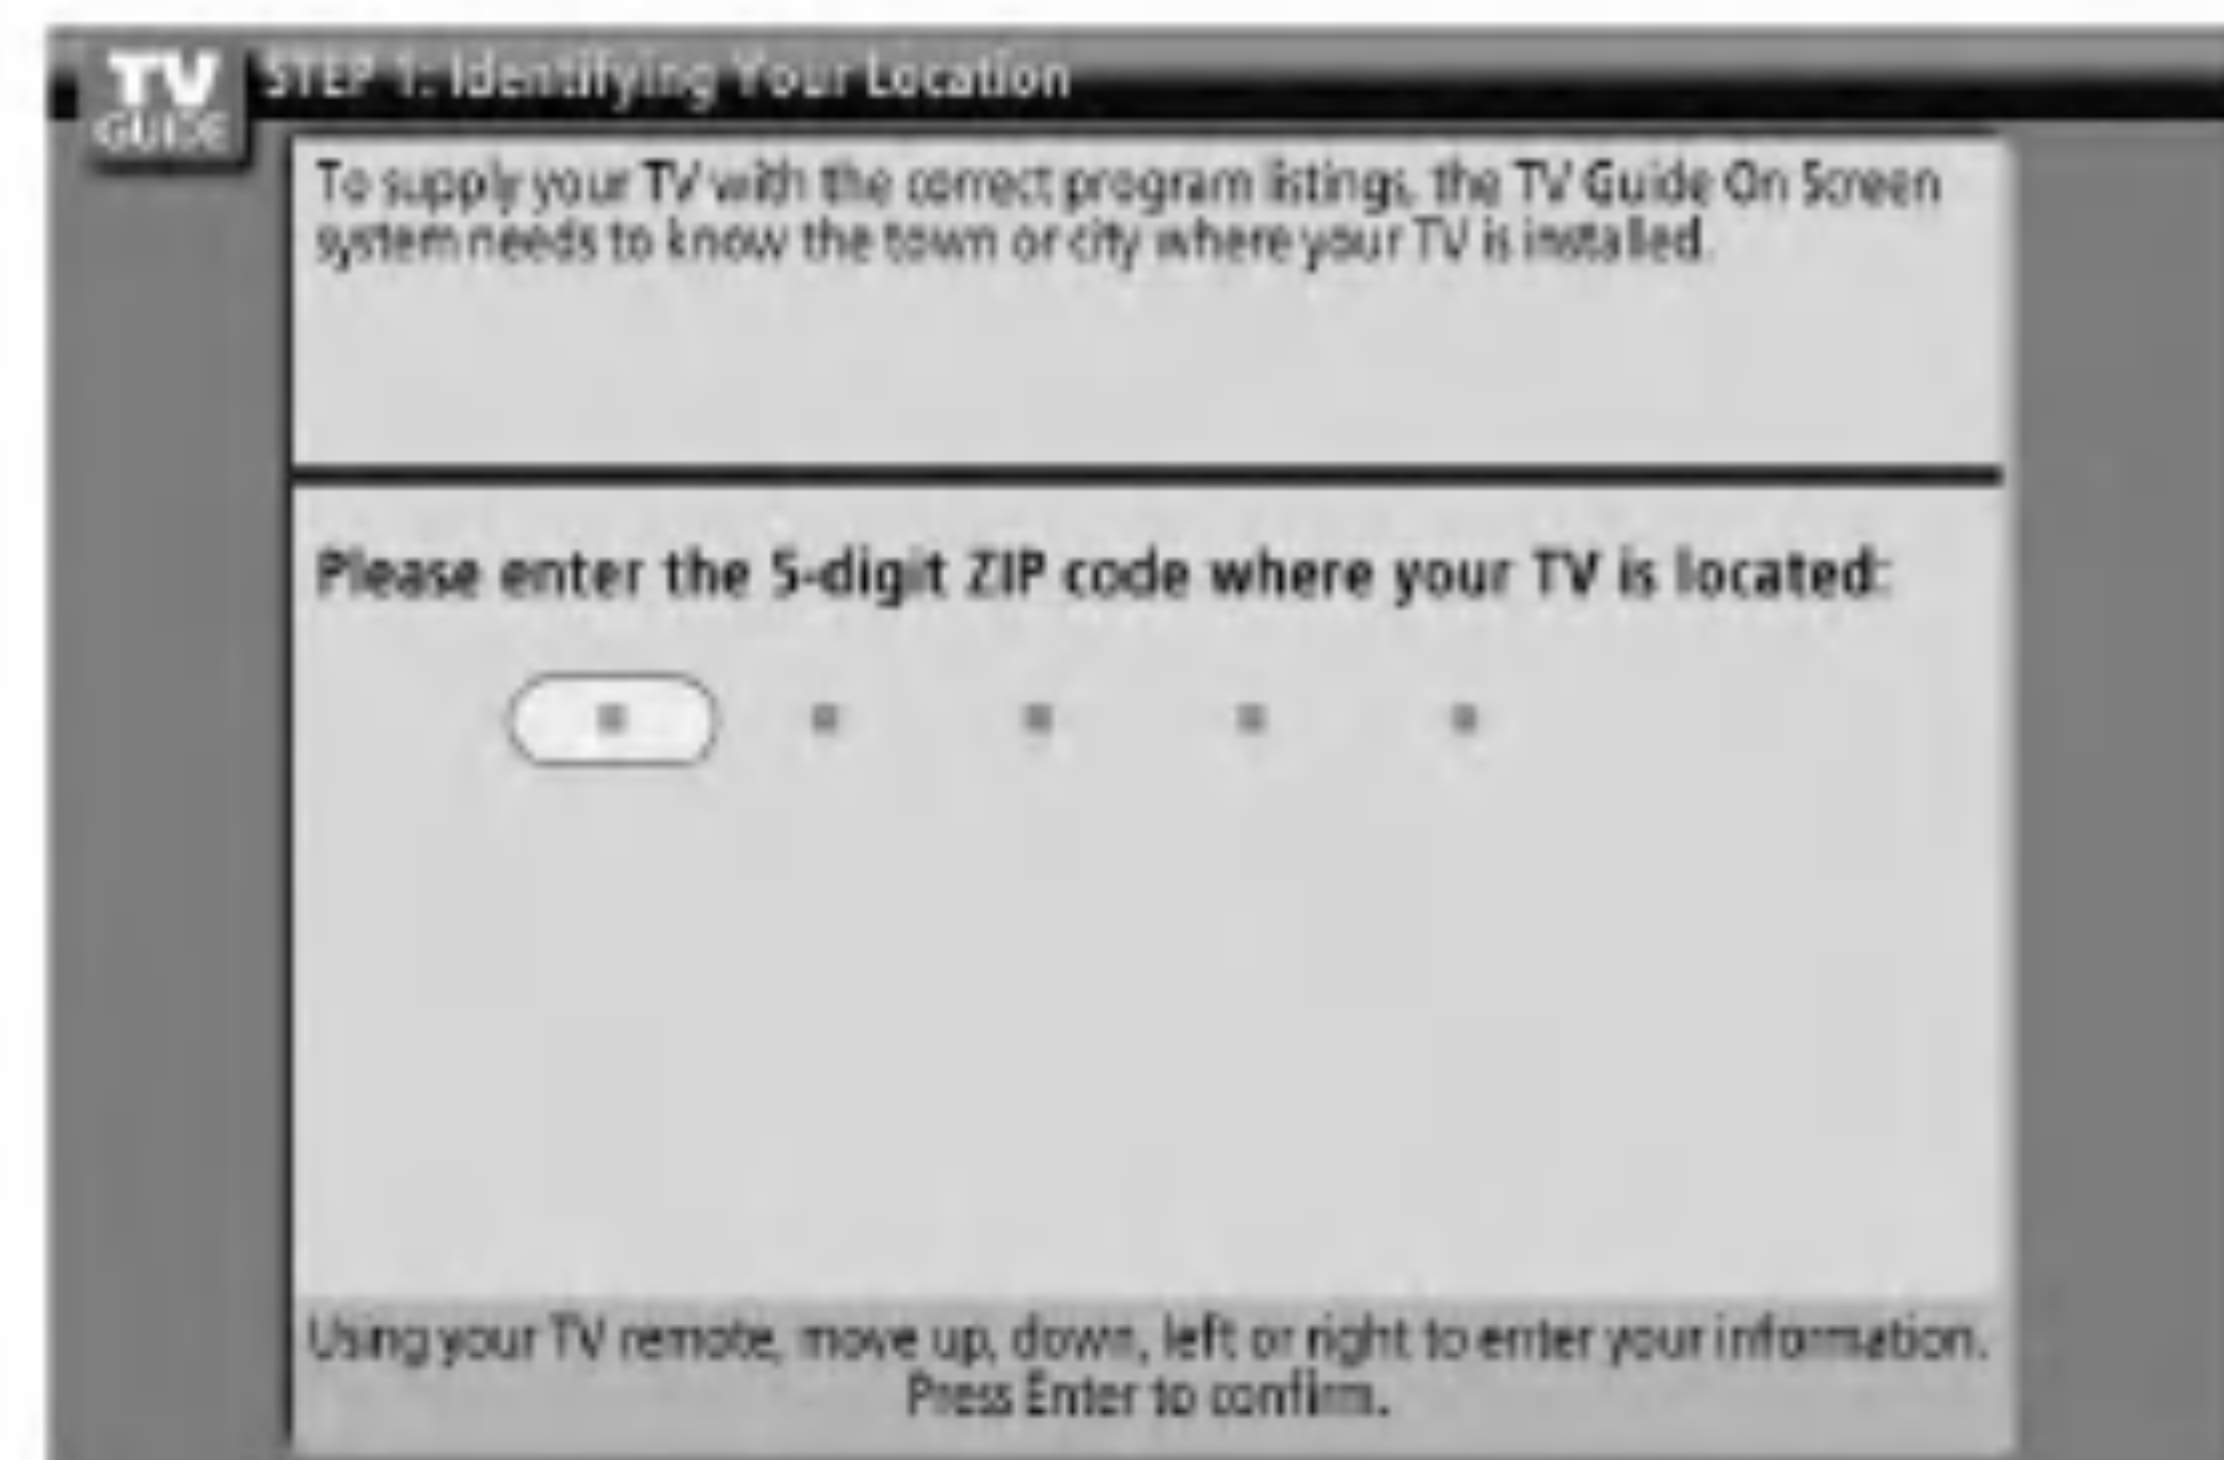 TV
GUIDE
STEP 1: Identifying Your Location
To supply your TV with the correct program listings, the TV Guide On Screen
system needs to know the town or city where your TV is installed.
Please enter the 5-digit ZIP code where your TV is located:
Using your TV remote, move up, down, left or right to enter your information.
Press Enter to confirm.